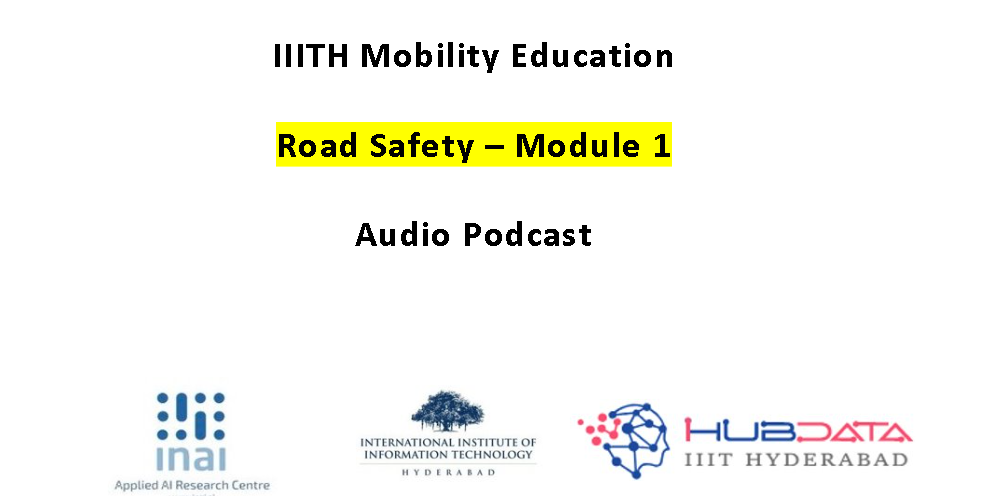 IIITH Mobility Education
Road Safety – Module 1
Audio Podcast
inai
Applied AI Research Centre
INTERNATIONAL INSTITUTE OF
INFORMATION TECHNOLOGY
HYDERABAD
HUBDATA
IIIT HYDERABAD